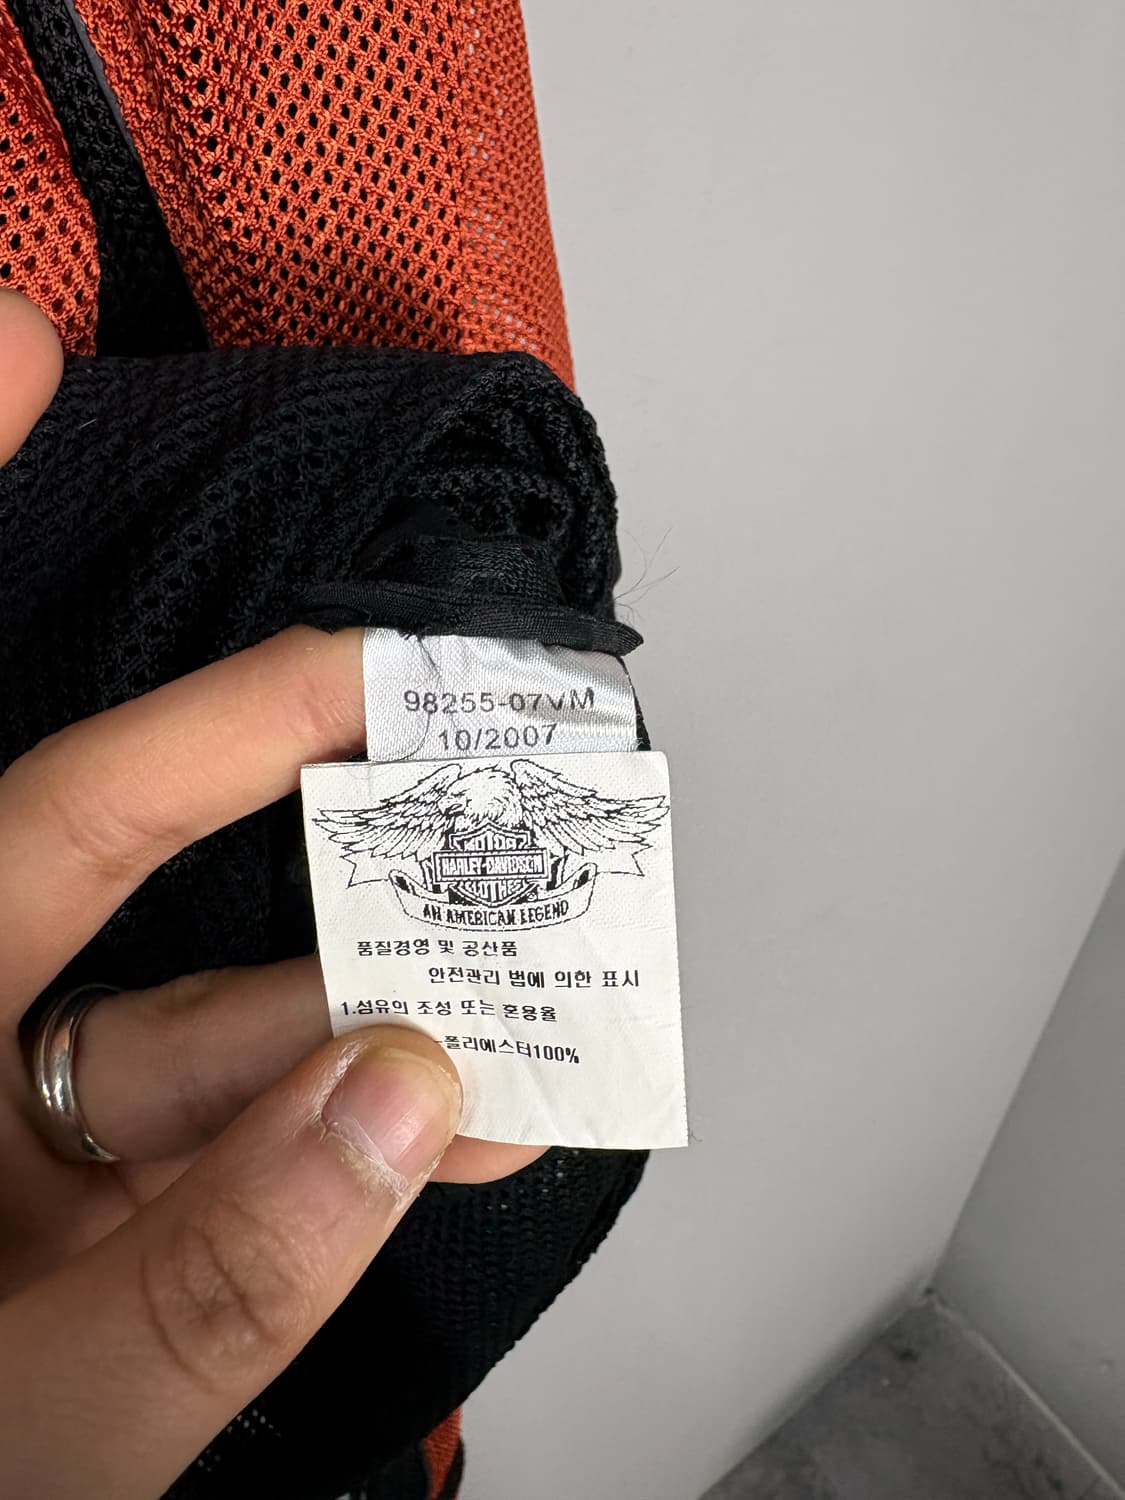 98255-07VM
10/2007
MOTOR
HARLEY-DAVIDSON
CLOTHES
AN AMERICAN LEGEND
품질경영 및 공산품
안전관리 법에 의한 표시
1.섬유의 조성 또는 혼용율
-폴리에스터100%